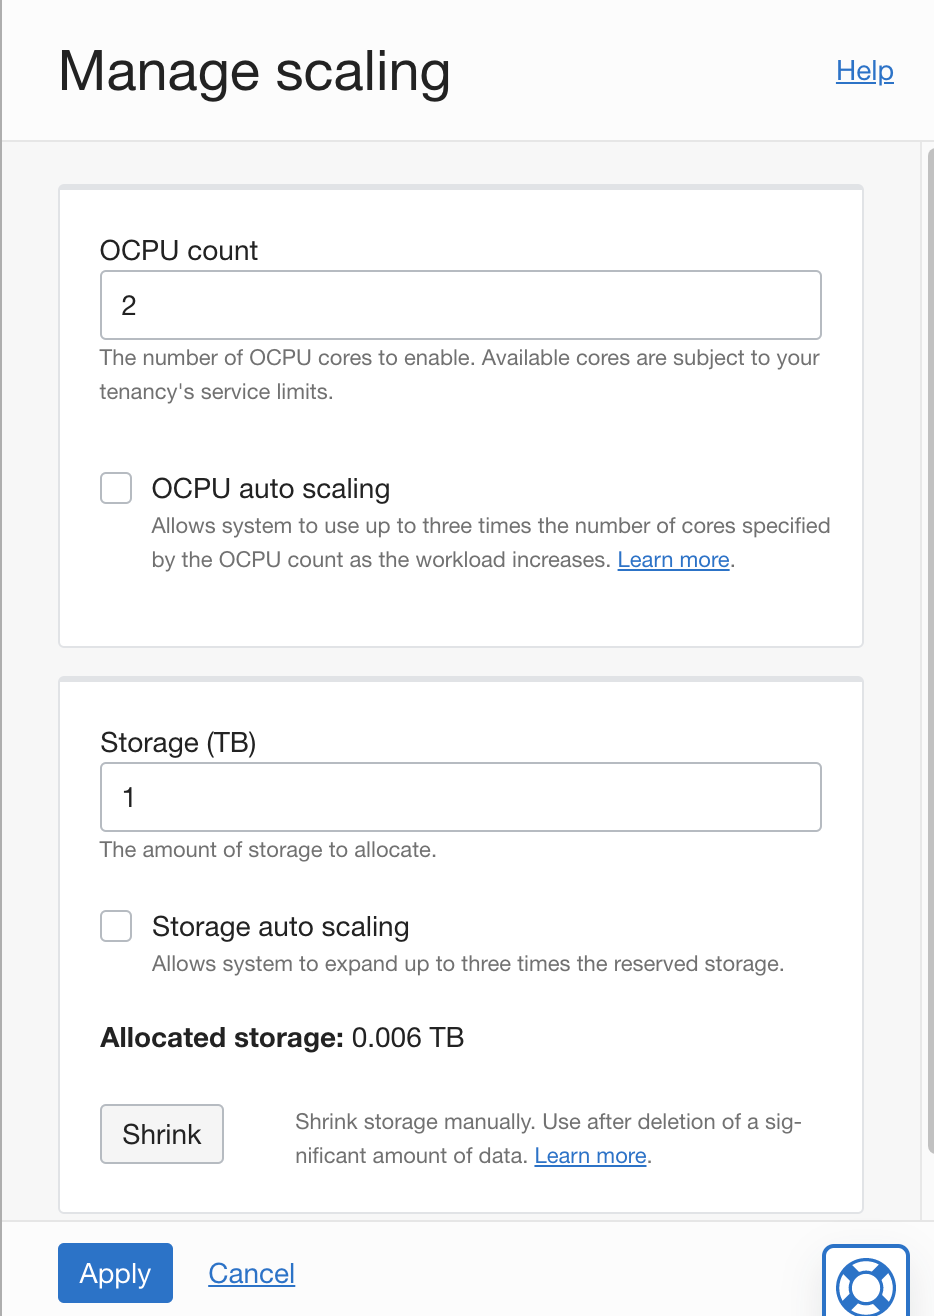 Manage scaling
Help
OCPU count
2
The number of OCPU cores to enable. Available cores are subject to your
tenancy's service limits.
OCPU auto scaling
Allows system to use up to three times the number of cores specified
by the OCPU count as the workload increases. Learn more.
Storage (TB)
1
The amount of storage to allocate.
Storage auto scaling
Allows system to expand up to three times the reserved storage.
Allocated storage: 0.006 TB
Shrink
Shrink storage manually. Use after deletion of a sig-
nificant amount of data. Learn more.
Apply
Cancel